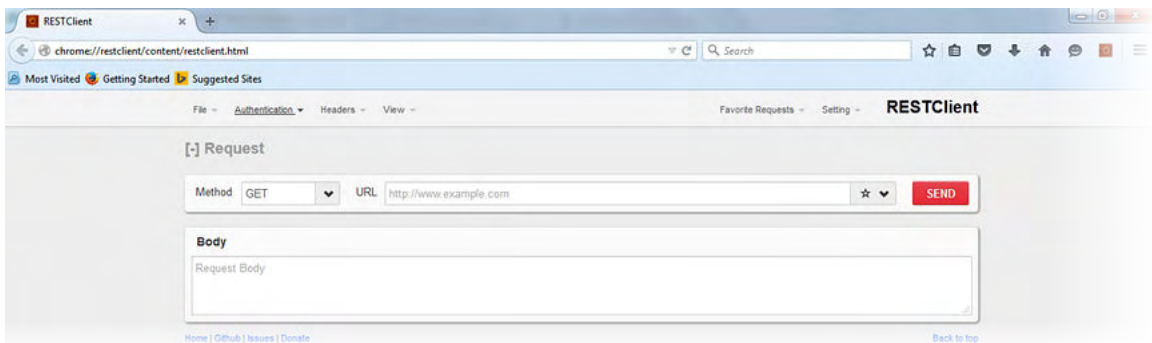 RESTClient
chrome://restclient/content/restclient.html
Search
Most Visited Getting Started Suggested Sites
File Authentication Headers View Favorite Requests Setting RESTClient
[-] Request
Method GET URL http://www.example.com SEND
Body
Request Body
Home | Github | Issues | Donate Back to top